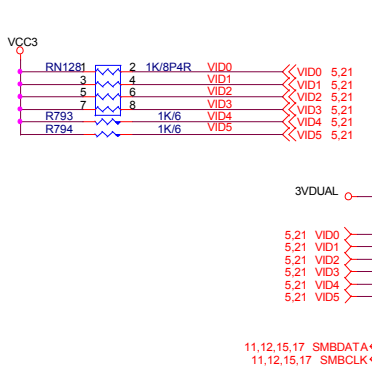 VCC3
RN1281 2 1K/8P4R VID0 VID0 5,21
3 4 VID1 VID1 5,21
5 6 VID2 VID2 5,21
7 8 VID3 VID3 5,21
R793 1K/6 VID4 VID4 5,21
R794 1K/6 VID5 VID5 5,21
3VDUAL
5,21 VID0
5,21 VID1
5,21 VID2
5,21 VID3
5,21 VID4
5,21 VID5
11,12,15,17 SMBDATA
11,12,15,17 SMBCLK